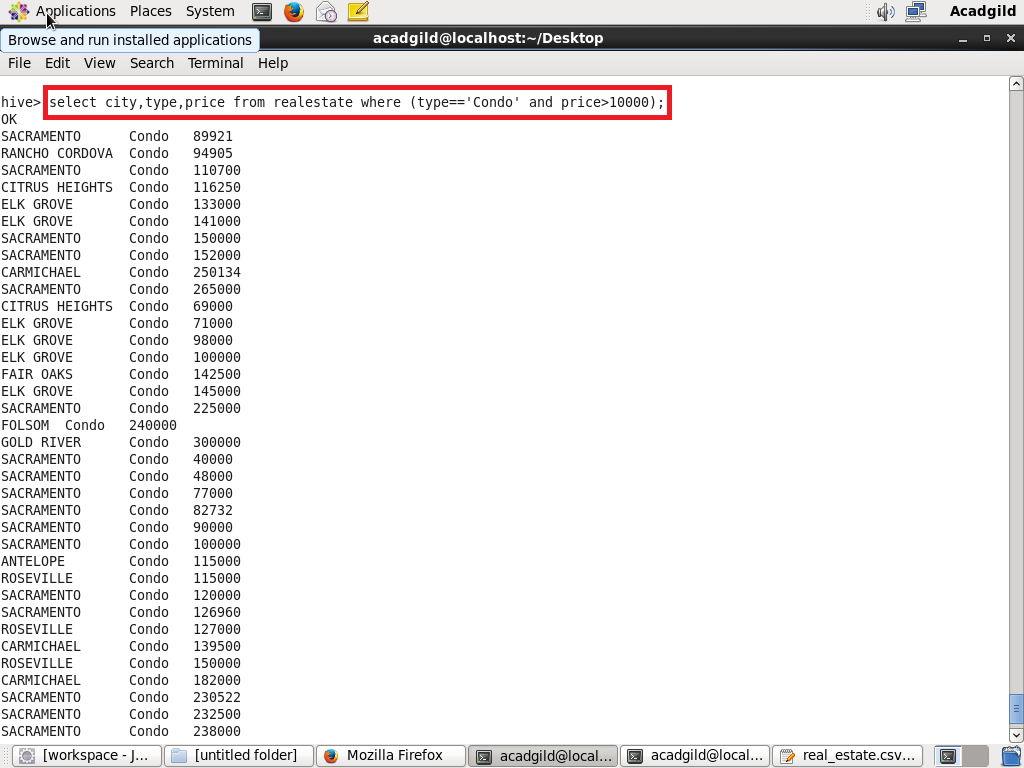 Applications Places System Acadgild
Browse and run installed applications
acadgild@localhost:~/Desktop
File Edit View Search Terminal Help
hive> select city,type,price from realestate where (type=='Condo' and price>10000);
OK
SACRAMENTO Condo 89921
RANCHO CORDOVA Condo 94905
SACRAMENTO Condo 110700
CITRUS HEIGHTS Condo 116250
ELK GROVE Condo 133000
ELK GROVE Condo 141000
SACRAMENTO Condo 150000
SACRAMENTO Condo 152000
CARMICHAEL Condo 250134
SACRAMENTO Condo 265000
CITRUS HEIGHTS Condo 69000
ELK GROVE Condo 71000
ELK GROVE Condo 98000
ELK GROVE Condo 100000
FAIR OAKS Condo 142500
ELK GROVE Condo 145000
SACRAMENTO Condo 225000
FOLSOM Condo 240000
GOLD RIVER Condo 300000
SACRAMENTO Condo 40000
SACRAMENTO Condo 48000
SACRAMENTO Condo 77000
SACRAMENTO Condo 82732
SACRAMENTO Condo 90000
SACRAMENTO Condo 100000
ANTELOPE Condo 115000
ROSEVILLE Condo 115000
SACRAMENTO Condo 120000
SACRAMENTO Condo 126960
ROSEVILLE Condo 127000
CARMICHAEL Condo 139500
ROSEVILLE Condo 150000
CARMICHAEL Condo 182000
SACRAMENTO Condo 230522
SACRAMENTO Condo 232500
SACRAMENTO Condo 238000
[workspace - J... [untitled folder] Mozilla Firefox acadgild@local... acadgild@local... real_estate.csv...